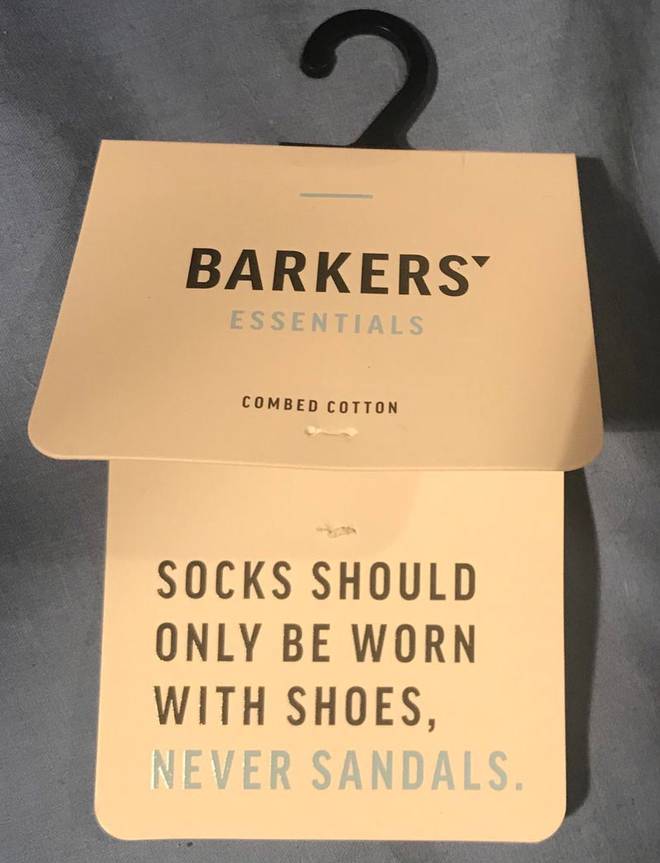 BARKERS
ESSENTIALS
COMBED COTTON
SOCKS SHOULD
ONLY BE WORN
WITH SHOES,
NEVER SANDALS.